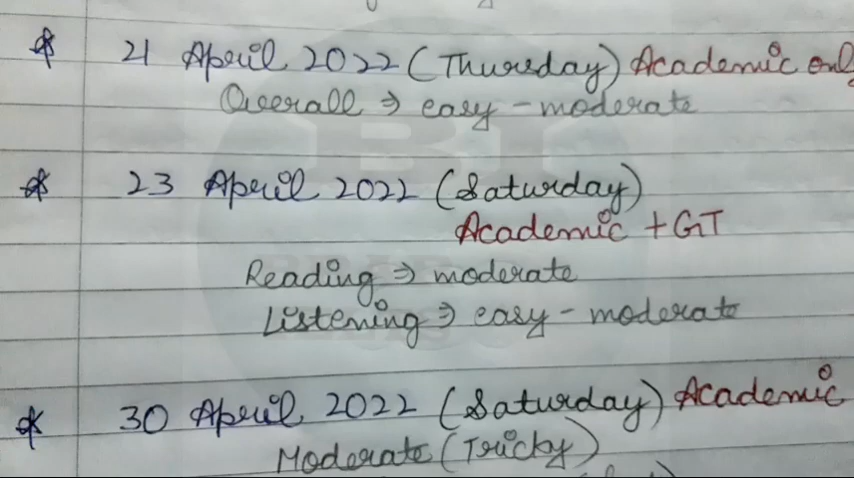 * 21 April 2022 (Thursday) Academic only
Overall ⇒ easy - moderate
* 23 April 2022 (Saturday)
Academic + GT
Reading ⇒ moderate
Listening ⇒ easy - moderate
* 30 April 2022 (Saturday) Academic
Moderate (Tricky)